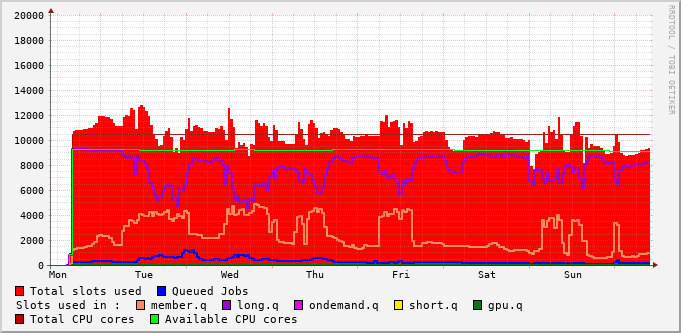 20000
18000
16000
14000
12000
10000
8000
6000
4000
2000
0
Mon Tue Wed Thu Fri Sat Sun
RRDTOOL / TOBI OETIKER
Total slots used Queued Jobs
Slots used in : member.q long.q ondemand.q short.q gpu.q
Total CPU cores Available CPU cores